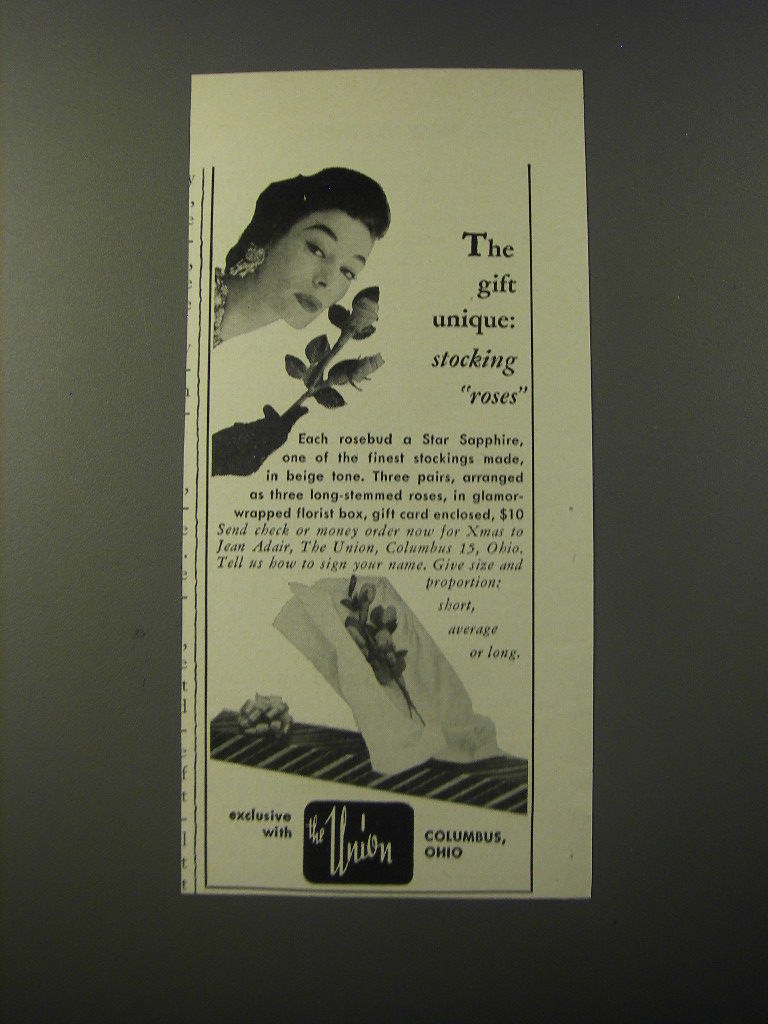 The
gift
unique:
stocking
"roses"
Each rosebud a Star Sapphire,
one of the finest stockings made,
in beige tone. Three pairs, arranged
as three long-stemmed roses, in glamor-
wrapped florist box, gift card enclosed, $10
Send check or money order now for Xmas to
Jean Adair, The Union, Columbus 15, Ohio.
Tell us how to sign your name. Give size and
proportion:
short,
average
or long.
exclusive
with
the Union
COLUMBUS,
OHIO